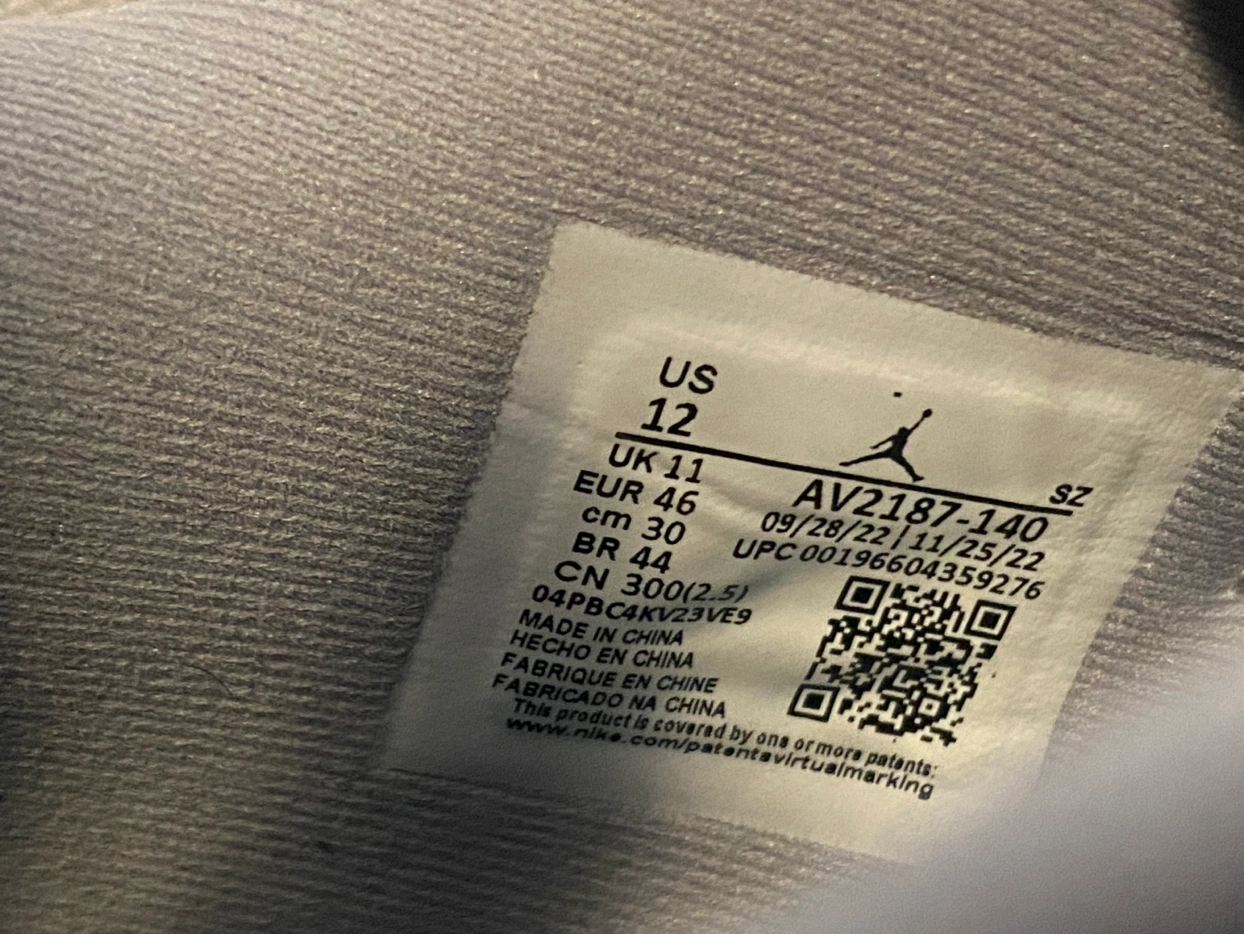 US
12
SZ
UK 11
EUR 46
cm 30
BR 44
CN 300(2.5)
AV2187-140
09/28/22 | 11/25/22
UPC 00196604359276
04PBC4KV23VE9
MADE IN CHINA
HECHO EN CHINA
FABRIQUE EN CHINE
FABRICADO NA CHINA
This product is covered by one or more patents:
www.nike.com/patentsvirtualmarking